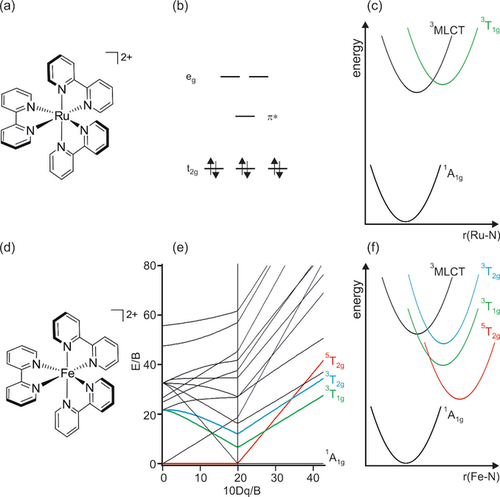 (a)
2+
N
N
N
Ru
N
N
N
(b)
eg
π*
t2g
(c)
energy
3MLCT
3T1g
1A1g
r(Ru-N)
(d)
2+
N
N
N
Fe
N
N
N
(e)
80
60
40
20
0
E/B
5T2g
3T2g
3T1g
1A1g
0 10 20 30 40
10Dq/B
(f)
energy
3MLCT
3T2g
3T1g
5T2g
1A1g
r(Fe-N)